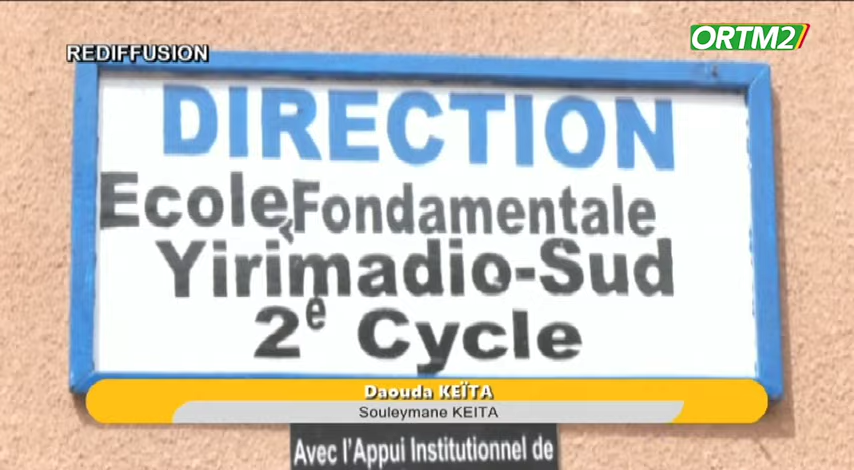 REDIFFUSION
ORTM2
DIRECTION
Ecole Fondamentale
Yirimadio-Sud
2e Cycle
Daouda KEÏTA
Souleymane KEITA
Avec l'Appui Institutionnel de